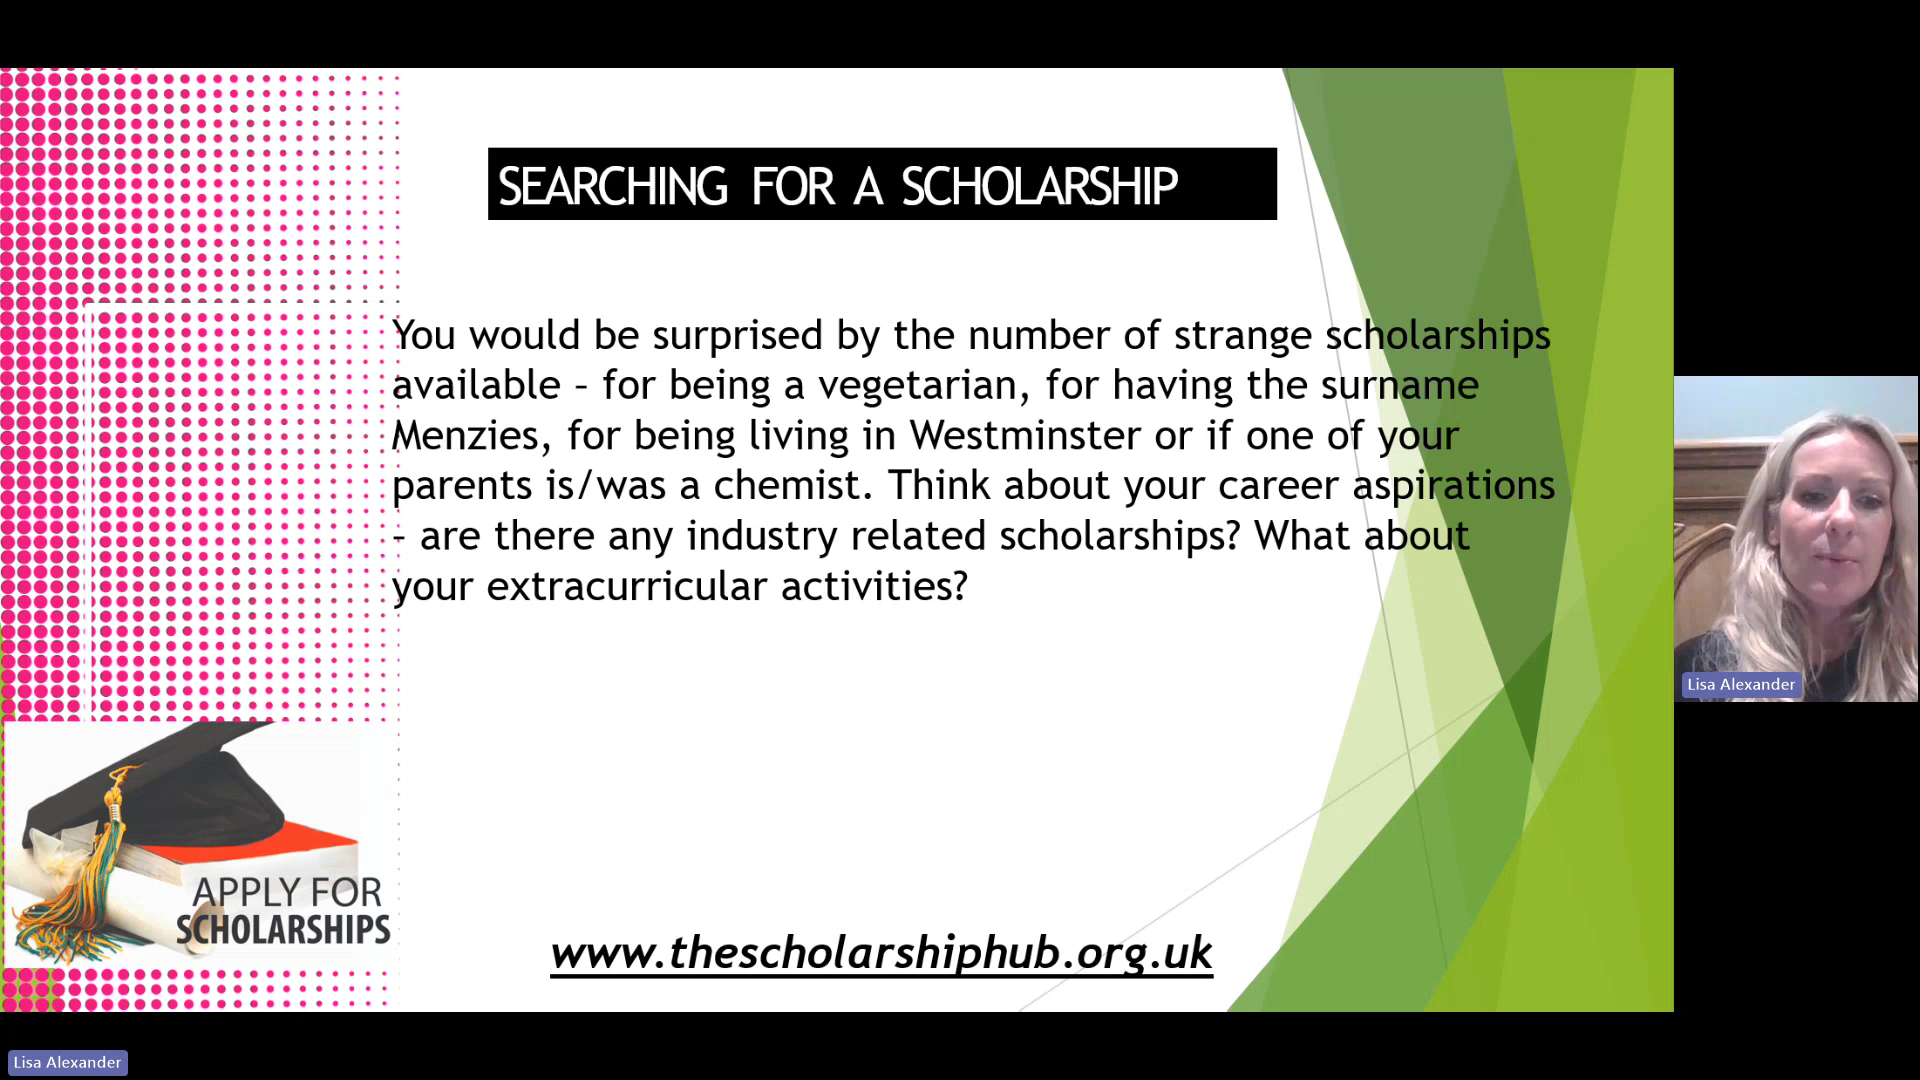 SEARCHING FOR A SCHOLARSHIP
You would be surprised by the number of strange scholarships
available – for being a vegetarian, for having the surname
Menzies, for being living in Westminster or if one of your
parents is/was a chemist. Think about your career aspirations
– are there any industry related scholarships? What about
your extracurricular activities?
Lisa Alexander
APPLY FOR
SCHOLARSHIPS
www.thescholarshiphub.org.uk
Lisa Alexander